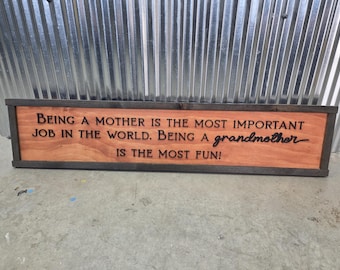 Being a mother is the most important
job in the world. Being a grandmother
is the most fun!